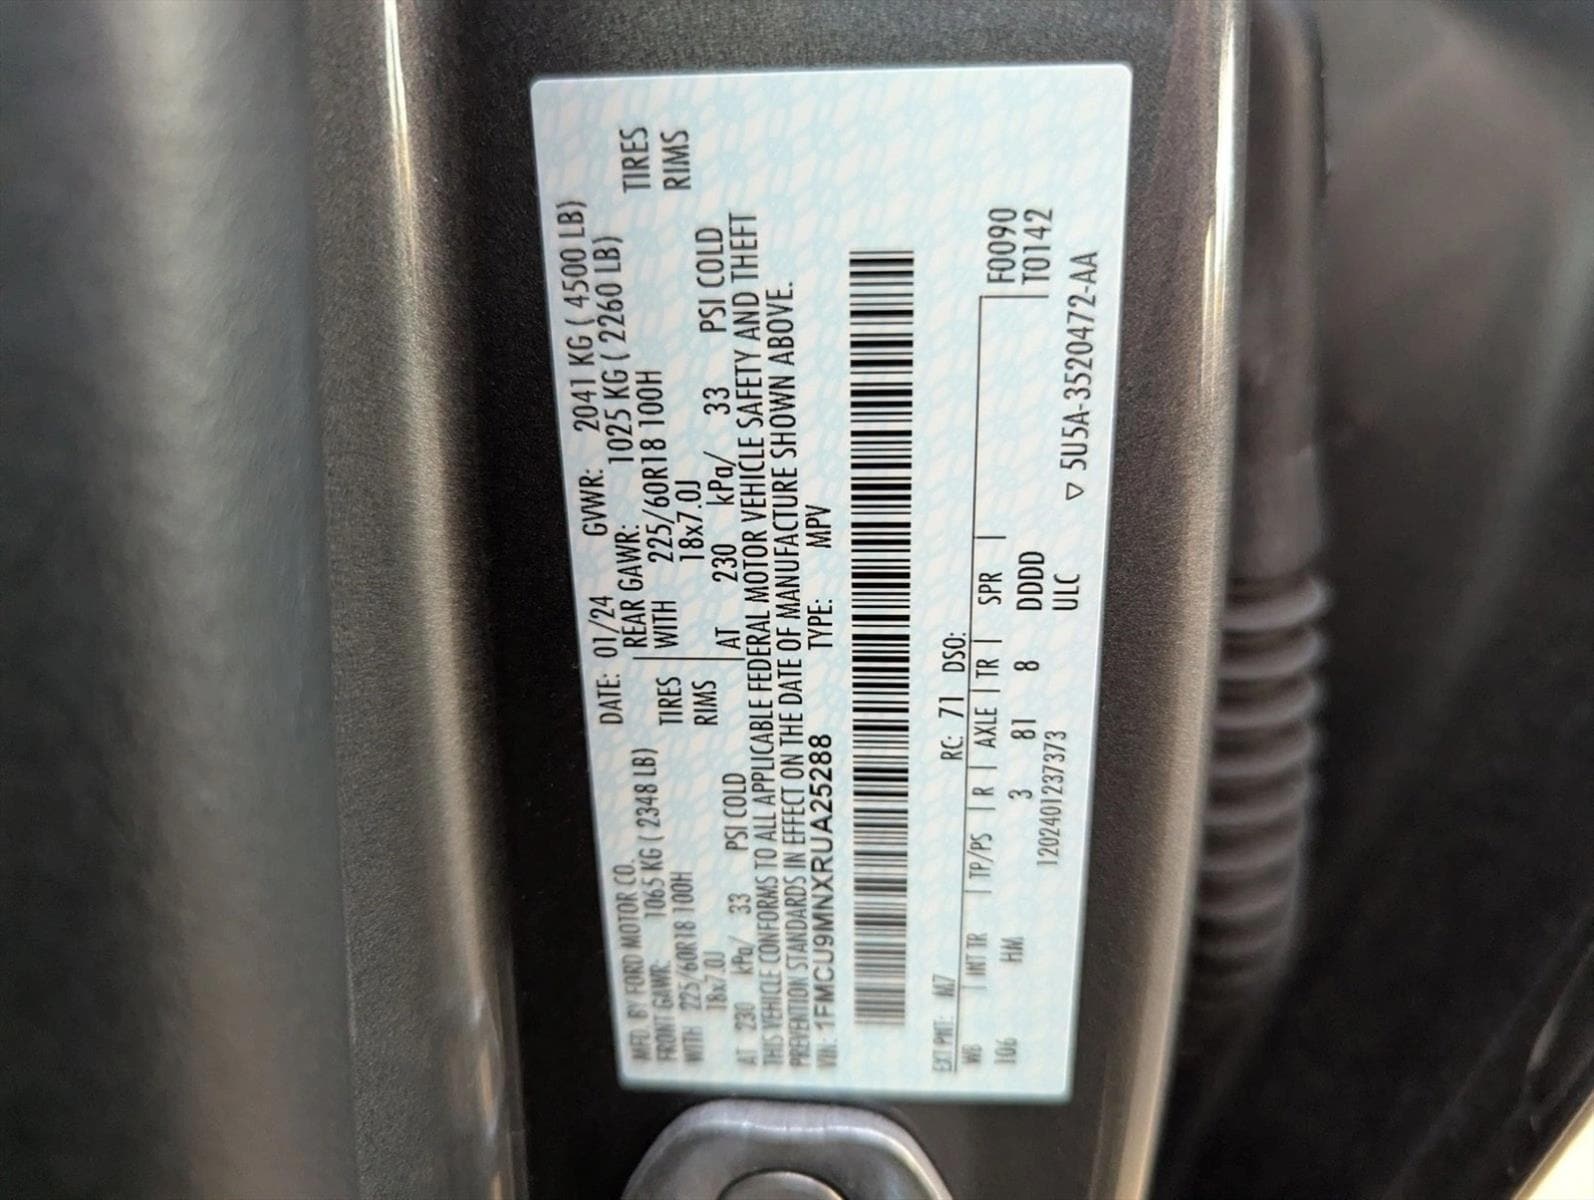 MFD. BY FORD MOTOR CO. DATE: 01/24 GVWR: 2041 KG ( 4500 LB)
FRONT GAWR: 1065 KG ( 2348 LB) REAR GAWR: 1025 KG ( 2260 LB)
WITH 225/60R18 100H TIRES WITH 225/60R18 100H TIRES
18x7.0J RIMS 18x7.0J RIMS
AT 230 kPa/ 33 PSI COLD AT 230 kPa/ 33 PSI COLD
THIS VEHICLE CONFORMS TO ALL APPLICABLE FEDERAL MOTOR VEHICLE SAFETY AND THEFT
PREVENTION STANDARDS IN EFFECT ON THE DATE OF MANUFACTURE SHOWN ABOVE.
VIN: 1FMCU9MNXRUA25288 TYPE: MPV
EXT PNT: M7 RC: 71 DSO:
WB INT TR TP/PS R AXLE TR SPR F0090
106 HM 3 81 8 DDDD T0142
1202401237373 ULC
▽ 5U5A-3520472-AA